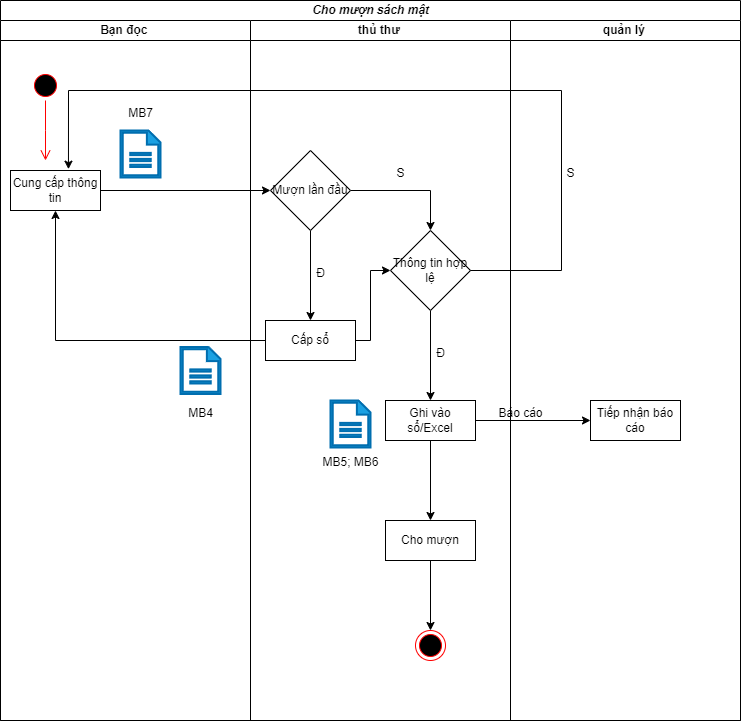 Cho mượn sách mật
Bạn đọc
thủ thư
quản lý
MB7
Cung cấp thông
tin
Mượn lần đầu
S
S
Thông tin hợp
lệ
Đ
Cấp sổ
Đ
MB4
Ghi vào
sổ/Excel
Báo cáo
Tiếp nhận báo
cáo
MB5; MB6
Cho mượn